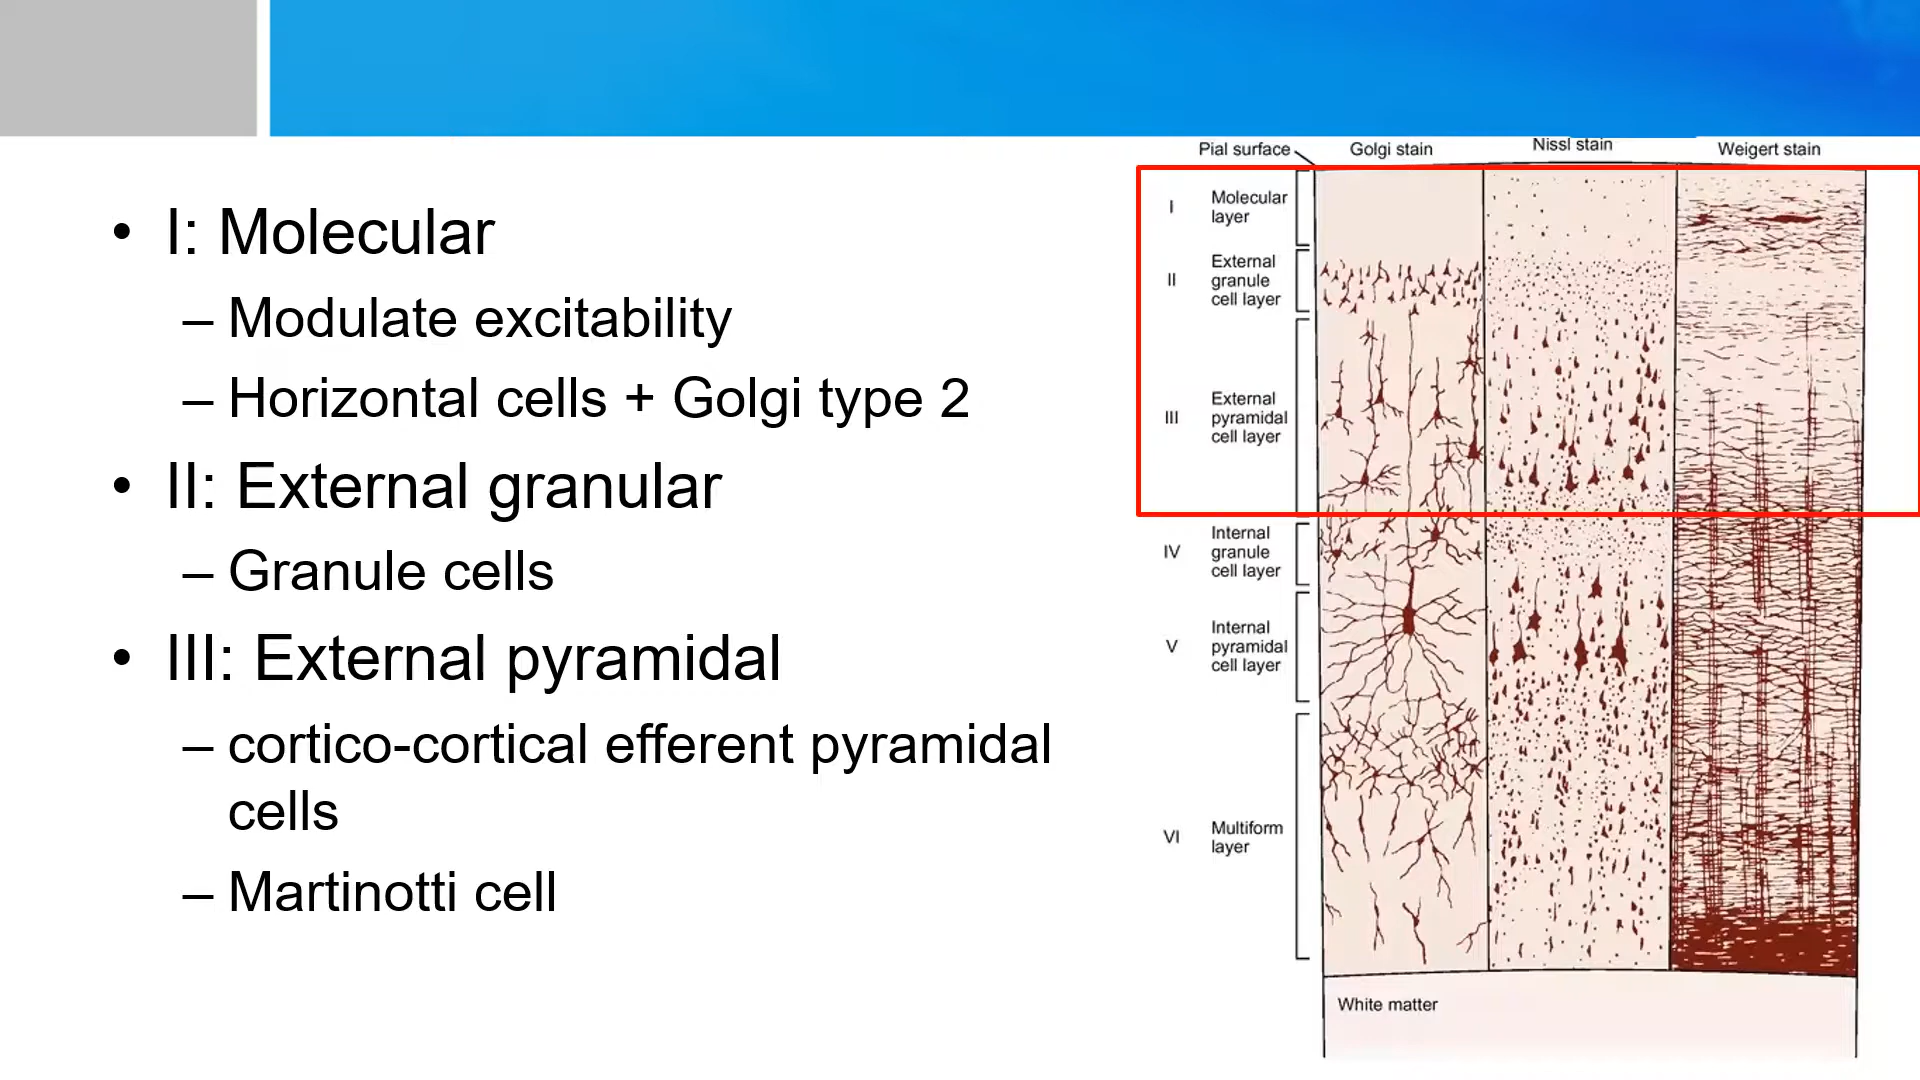 • I: Molecular
– Modulate excitability
– Horizontal cells + Golgi type 2
• II: External granular
– Granule cells
• III: External pyramidal
– cortico-cortical efferent pyramidal
cells
– Martinotti cell
Pial surface
Golgi stain
Nissl stain
Weigert stain
I
Molecular
layer
II
External
granule
cell layer
III
External
pyramidal
cell layer
IV
Internal
granule
cell layer
V
Internal
pyramidal
cell layer
VI
Multiform
layer
White matter